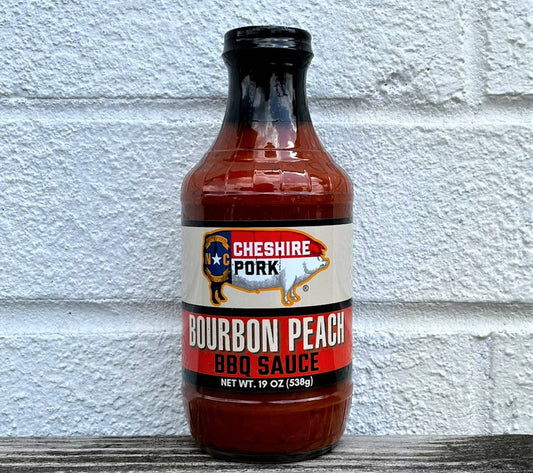 CHESHIRE
N C
PORK
®
BOURBON PEACH
BBQ SAUCE
NET WT. 19 OZ (538g)